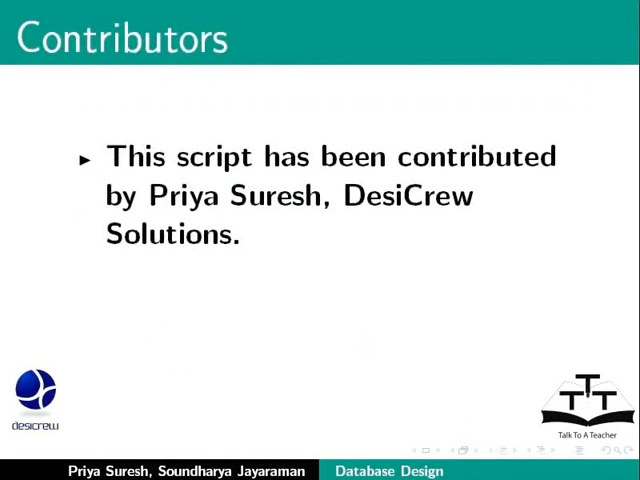 Contributors
This script has been contributed
by Priya Suresh, DesiCrew
Solutions.
desicrew
T T T
Talk To A Teacher
Priya Suresh, Soundharya Jayaraman Database Design